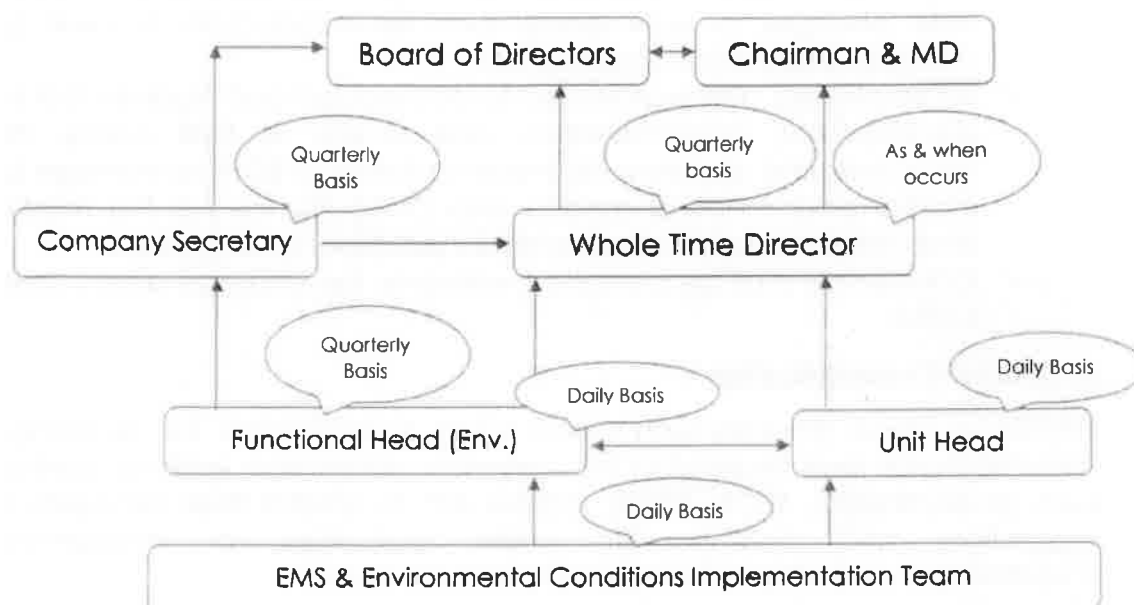 Board of Directors
Chairman & MD
Quarterly
Basis
Quarterly
basis
As & when
occurs
Company Secretary
Whole Time Director
Quarterly
Basis
Daily Basis
Daily Basis
Functional Head (Env.)
Unit Head
Daily Basis
EMS & Environmental Conditions Implementation Team